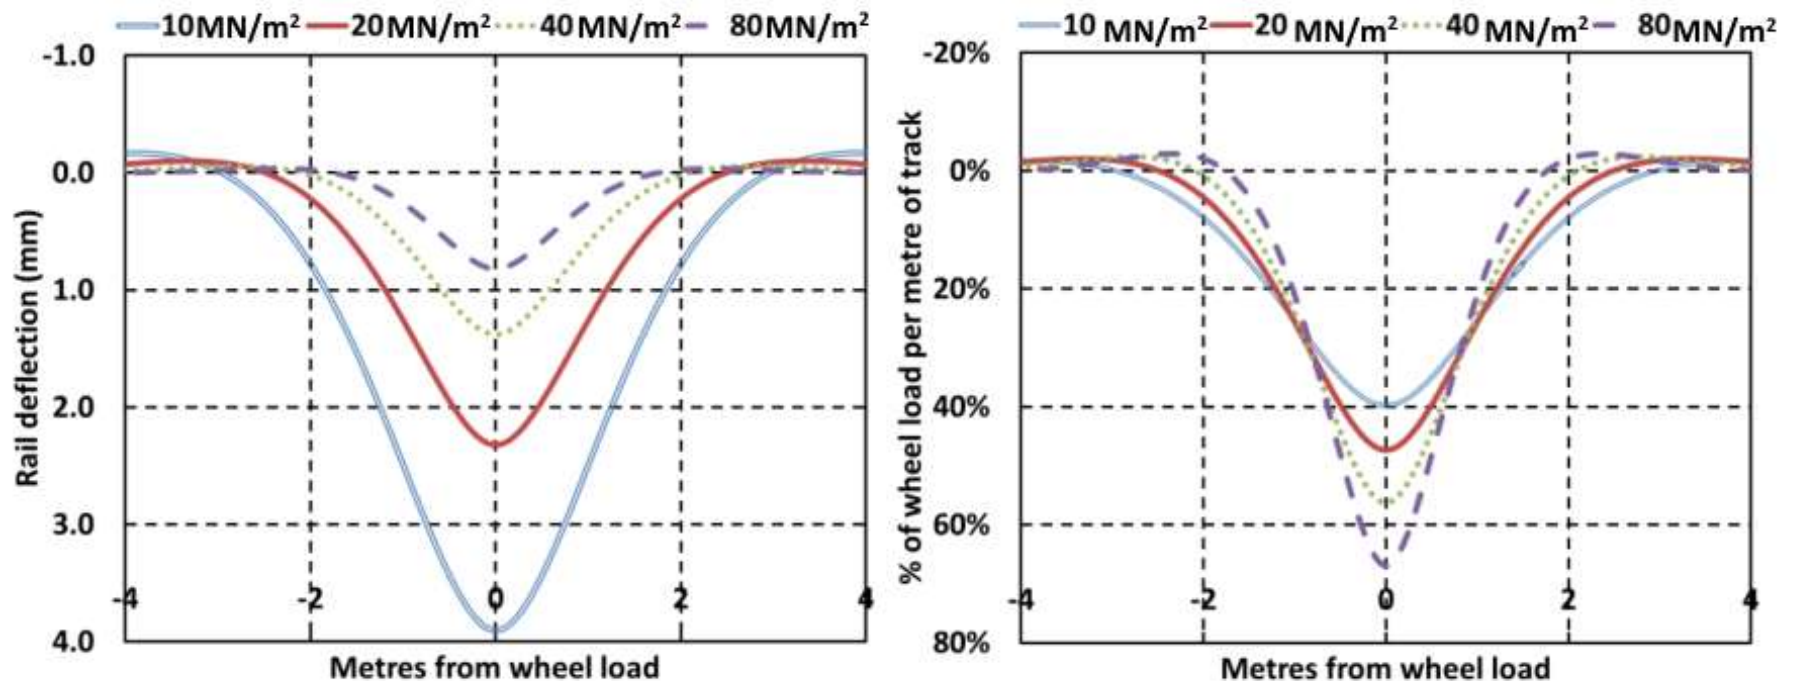 10MN/m² 20MN/m² 40MN/m² 80MN/m²
-1.0
0.0
1.0
2.0
3.0
4.0
-4 -2 0 2 4
Rail deflection (mm)
Metres from wheel load
10 MN/m² 20 MN/m² 40 MN/m² 80MN/m²
-20%
0%
20%
40%
60%
80%
-4 -2 0 2 4
% of wheel load per metre of track
Metres from wheel load